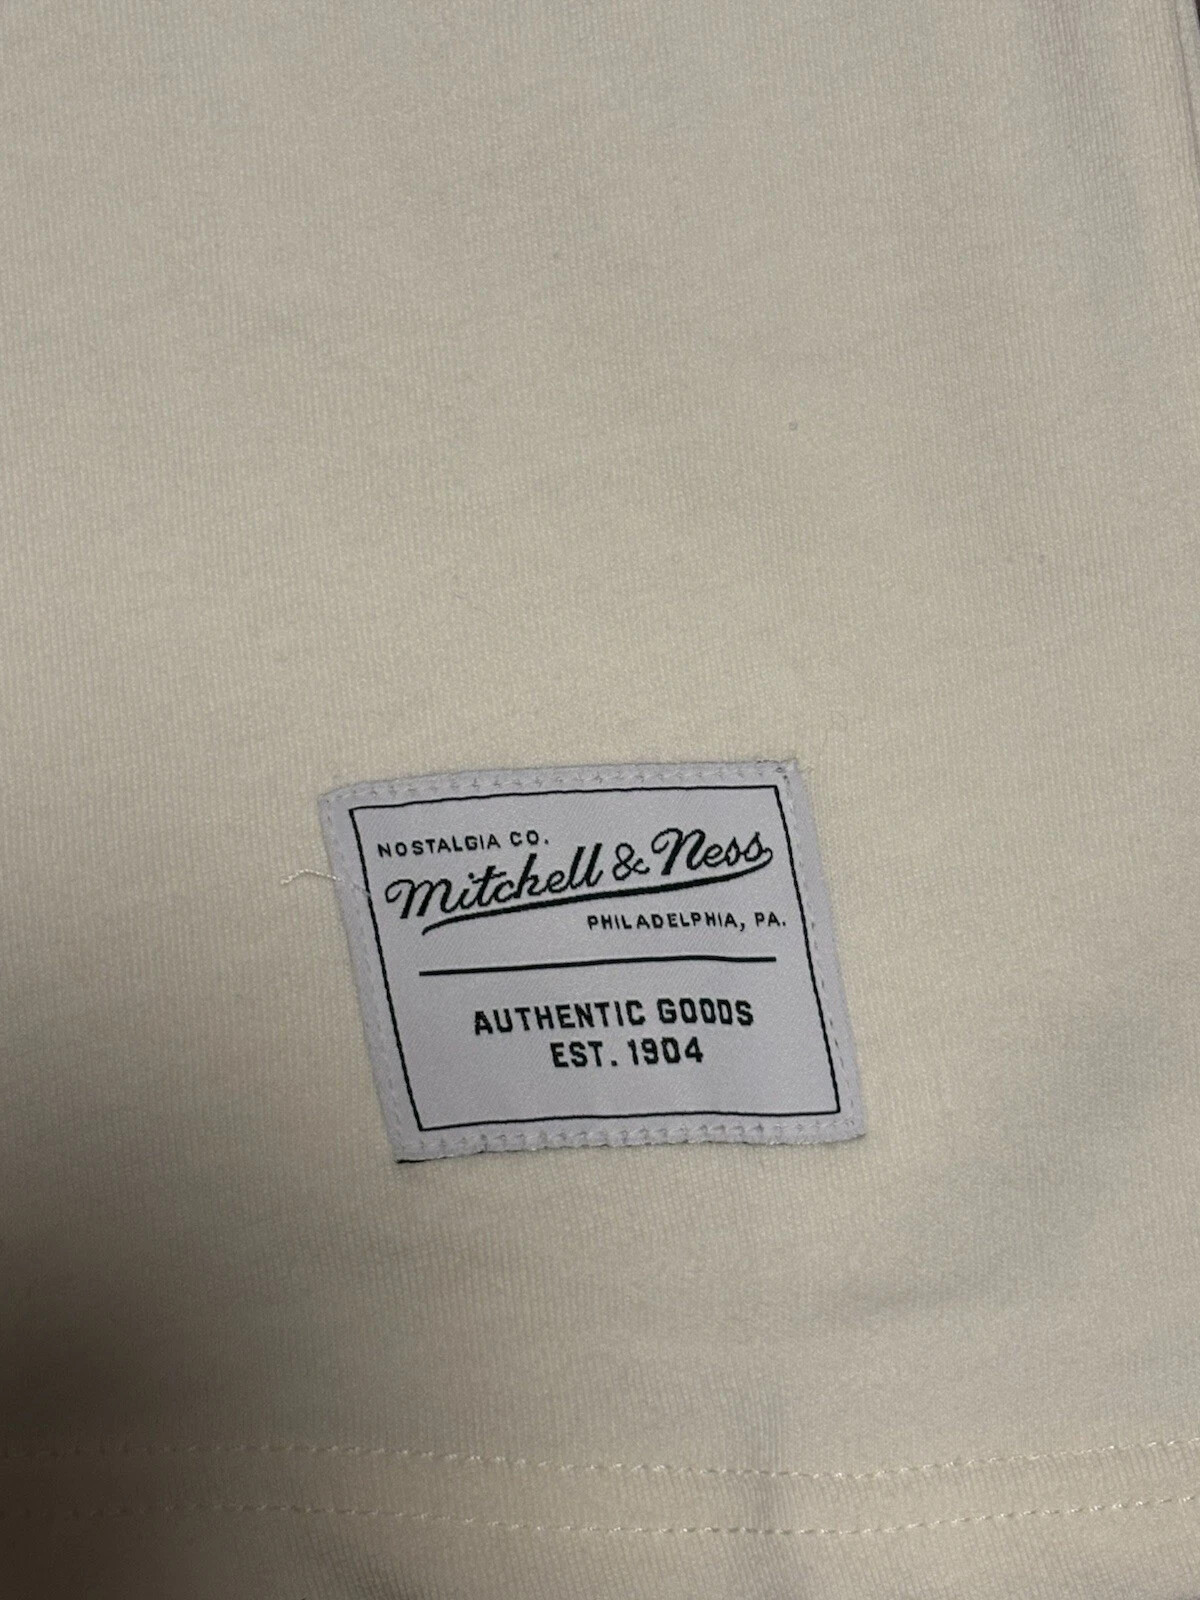 NOSTALGIA CO.
Mitchell & Ness
PHILADELPHIA, PA.
AUTHENTIC GOODS
EST. 1904